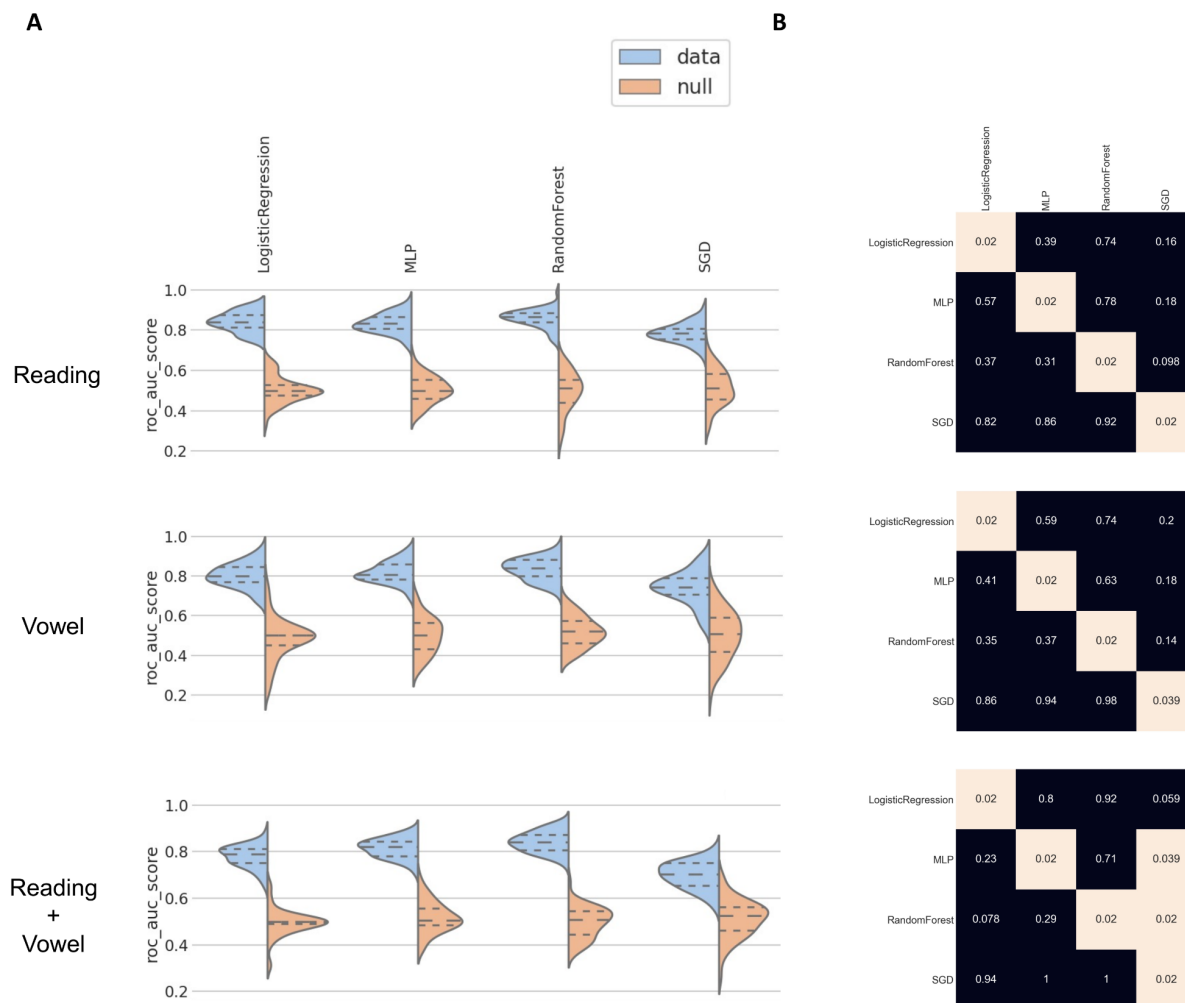 A
B
data
null
LogisticRegression
MLP
RandomForest
SGD
LogisticRegression
MLP
RandomForest
SGD
Reading
roc_auc_score
1.0
0.8
0.6
0.4
0.2
LogisticRegression 0.02 0.39 0.74 0.16
MLP 0.57 0.02 0.78 0.18
RandomForest 0.37 0.31 0.02 0.098
SGD 0.82 0.86 0.92 0.02
Vowel
roc_auc_score
1.0
0.8
0.6
0.4
0.2
LogisticRegression 0.02 0.59 0.74 0.2
MLP 0.41 0.02 0.63 0.18
RandomForest 0.35 0.37 0.02 0.14
SGD 0.86 0.94 0.98 0.039
Reading
+
Vowel
roc_auc_score
1.0
0.8
0.6
0.4
0.2
LogisticRegression 0.02 0.8 0.92 0.059
MLP 0.23 0.02 0.71 0.039
RandomForest 0.078 0.29 0.02 0.02
SGD 0.94 1 1 0.02